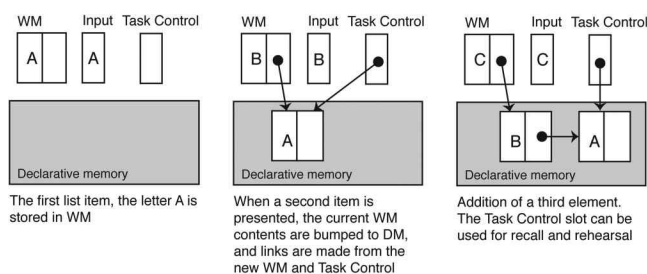 WM Input Task Control
A A
Declarative memory
The first list item, the letter A is
stored in WM
WM Input Task Control
B B
A
Declarative memory
When a second item is
presented, the current WM
contents are bumped to DM,
and links are made from the
new WM and Task Control
WM Input Task Control
C C
B A
Declarative memory
Addition of a third element.
The Task Control slot can be
used for recall and rehearsal